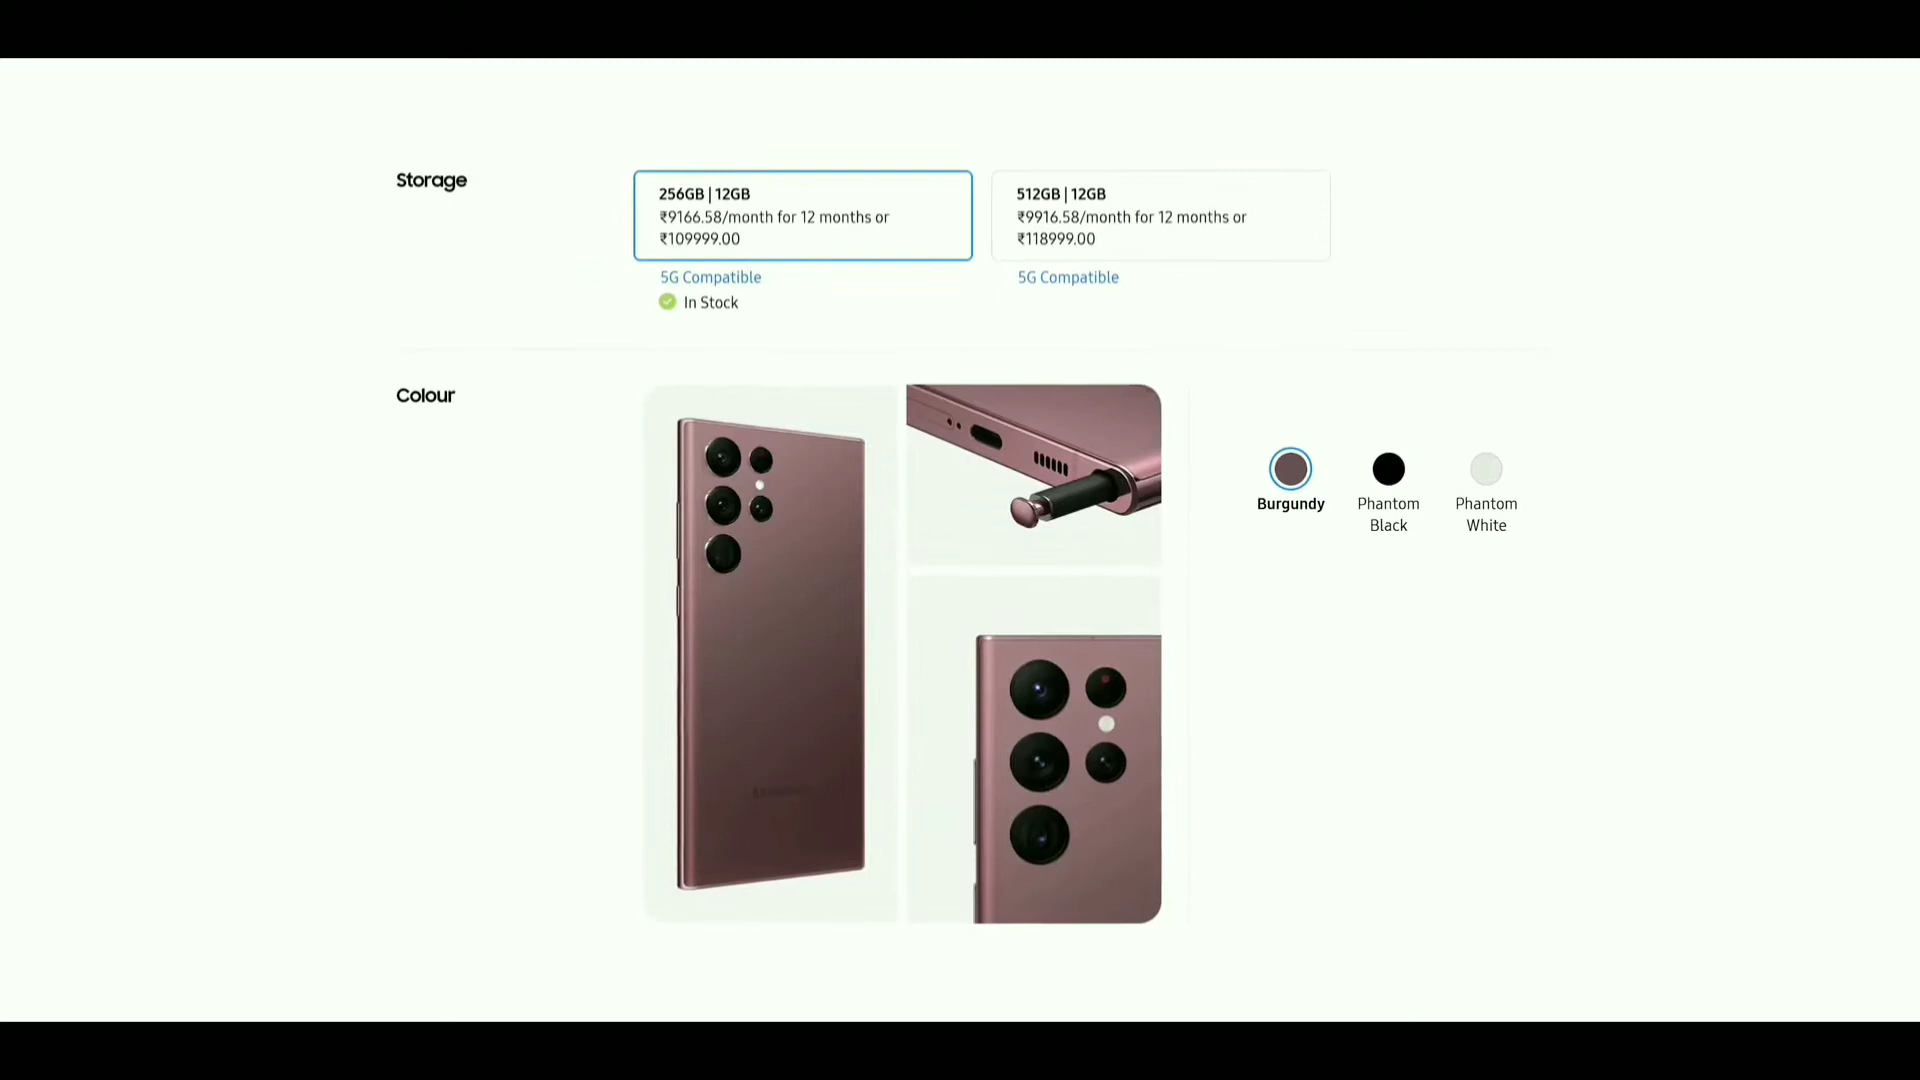 Storage
256GB | 12GB
₹9166.58/month for 12 months or
₹109999.00
5G Compatible
In Stock
512GB | 12GB
₹9916.58/month for 12 months or
₹118999.00
5G Compatible
Colour
SAMSUNG
Burgundy
Phantom
Black
Phantom
White